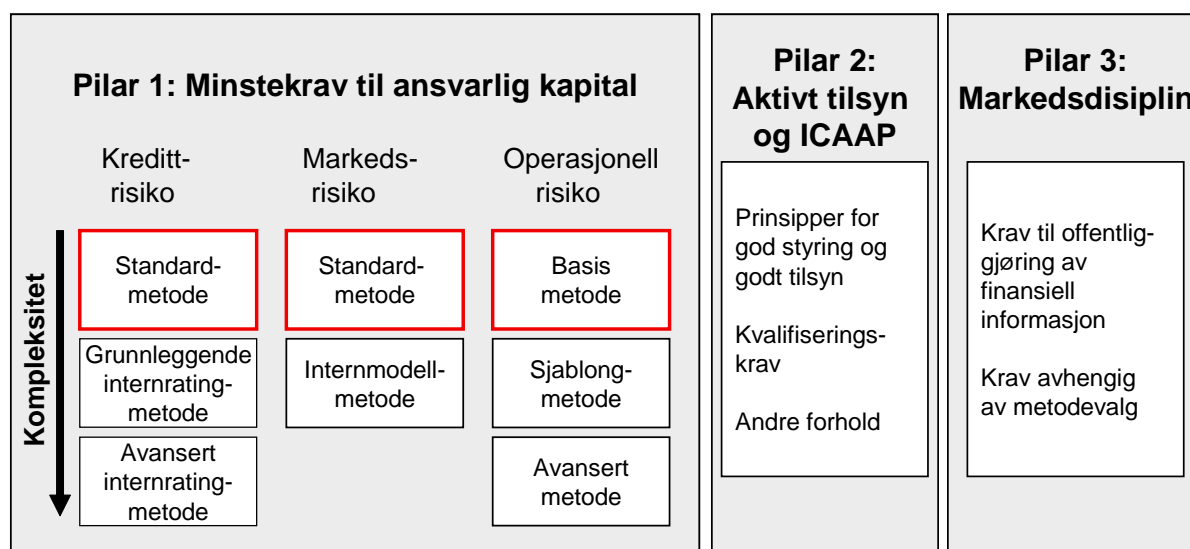 Pilar 1: Minstekrav til ansvarlig kapital
Kreditt-
risiko
Markeds-
risiko
Operasjonell
risiko
Kompleksitet
Standard-
metode
Standard-
metode
Basis
metode
Grunnleggende
internrating-
metode
Internmodell-
metode
Sjablong-
metode
Avansert
internrating-
metode
Avansert
metode
Pilar 2:
Aktivt tilsyn
og ICAAP
Prinsipper for
god styring og
godt tilsyn
Kvalifiserings-
krav
Andre forhold
Pilar 3:
Markedsdisiplin
Krav til offentlig-
gjøring av
finansiell
informasjon
Krav avhengig
av metodevalg